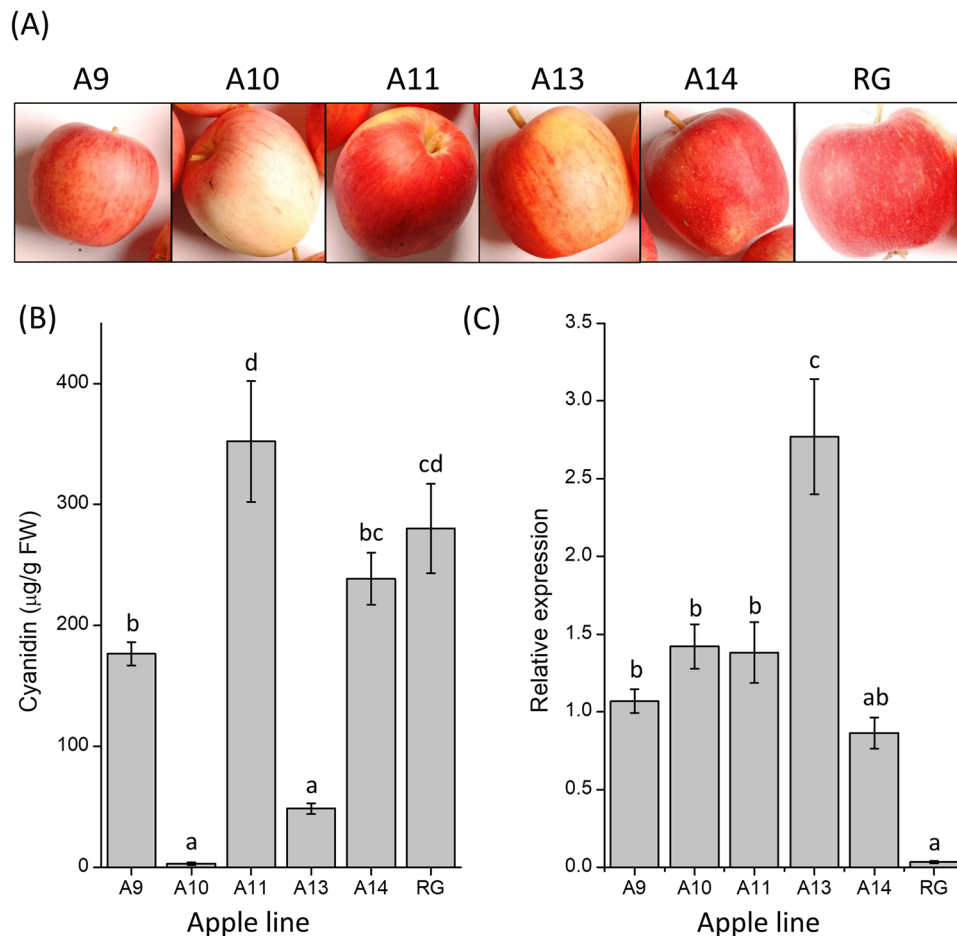 (A)
A9 A10 A11 A13 A14 RG
(B)
Cyanidin (µg/g FW)
400
300
200
100
0
b
a
d
a
bc
cd
A9 A10 A11 A13 A14 RG
Apple line
(C)
Relative expression
3.5
3.0
2.5
2.0
1.5
1.0
0.5
0.0
b
b
b
c
ab
a
A9 A10 A11 A13 A14 RG
Apple line